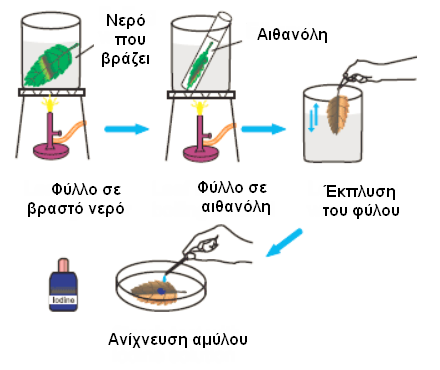 Νερό
που
βράζει
Αιθανόλη
Φύλλο σε
βραστό νερό
Φύλλο σε
αιθανόλη
Έκπλυση
του φύλου
Iodine
Ανίχνευση αμύλου